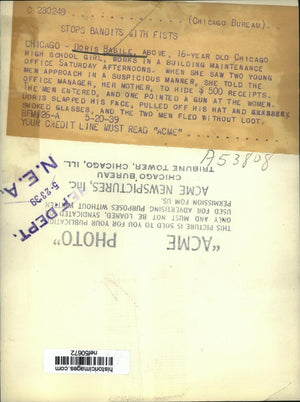 C 230249
(CHICAGO BUREAU)
STOPS BANDITS WITH FISTS
CHICAGO - DORIS BABILE, ABOVE, 16-YEAR OLD CHICAGO
HIGH SCHOOL GIRL, WORKS IN A BUILDING MAINTENANCE
OFFICE SATURDAY AFTERNOONS. WHEN SHE SAW TWO YOUNG
MEN APPROACH IN A SUSPICIOUS MANNER, SHE TOLD THE
OFFICE MANAGER, HER MOTHER, TO HIDE $500 RECIPTS.
THE MEN ENTERED, AND ONE POINTED A GUN AT THE WOMEN.
DORIS SLAPPED HIS FACE, PULLED OFF HIS HAT AND
SMOKED GLASSES, AND THE TWO MEN FLED WITHOUT LOOT.
5-20-39
YOUR CREDIT LINE MUST READ "ACME"
A53808
REF DEPT.
5-23-39
N.E.A.
"ACME
PHOTO"
THIS PICTURE IS SOLD TO YOU FOR YOUR PUBLICATION
ONLY AND MUST NOT BE LOANED, SYNDICATED
USED FOR ADVERTISING PURPOSES WITHOUT WRITTEN
PERMISSION FROM US.
ACME NEWSPICTURES, INC.
CHICAGO BUREAU
TRIBUNE TOWER, CHICAGO, ILL.
historicimages.com
net50672